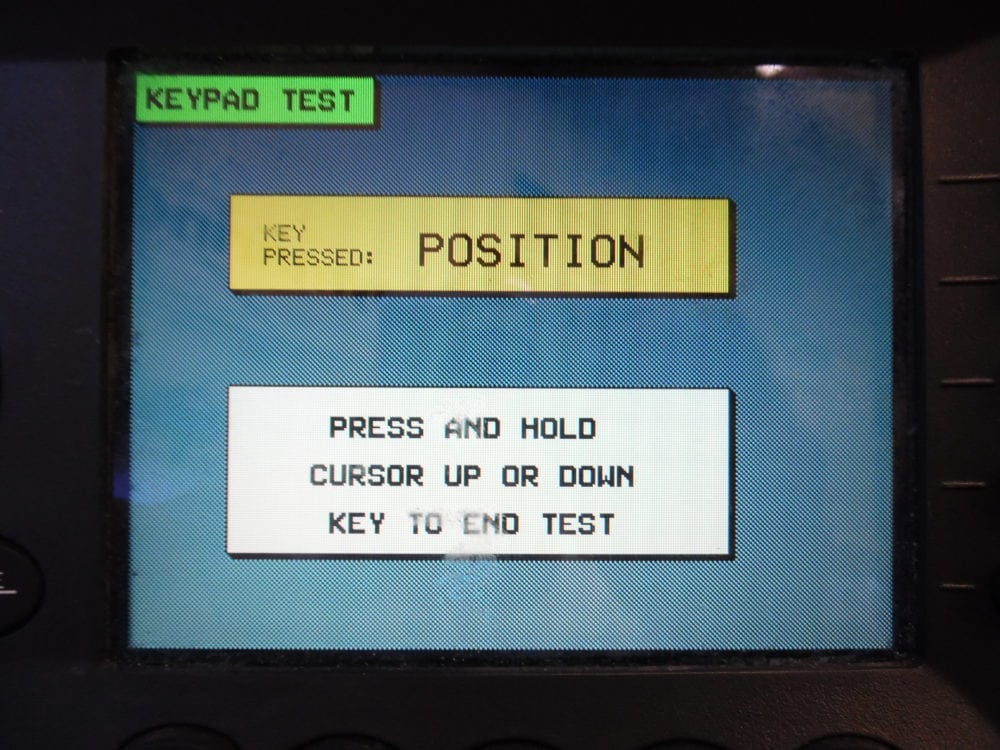 KEYPAD TEST
KEY
PRESSED:
POSITION
PRESS AND HOLD
CURSOR UP OR DOWN
KEY TO END TEST